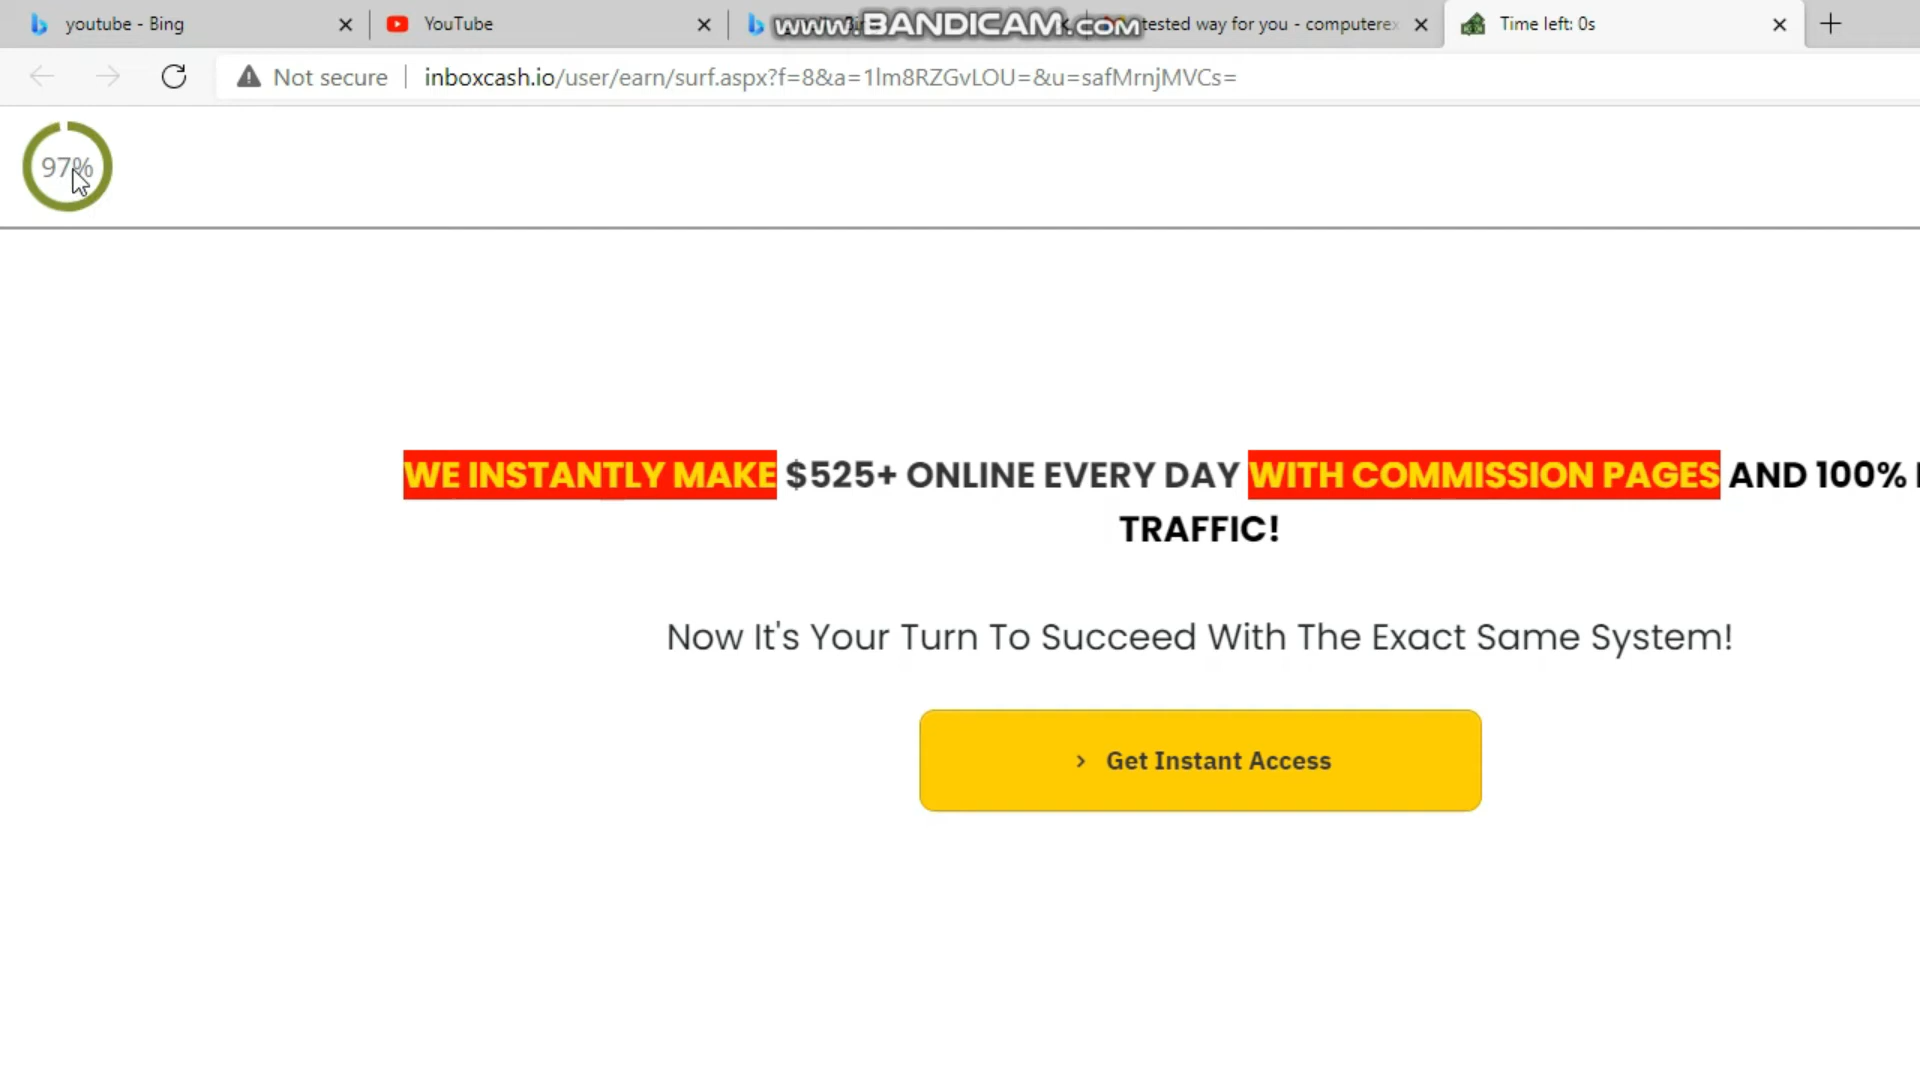 youtube - Bing
YouTube
www.BANDICAM.com
tested way for you - computerex
Time left: 0s
Not secure
inboxcash.io/user/earn/surf.aspx?f=8&a=1lm8RZGvLOU=&u=safMrnjMVCs=
97%
WE INSTANTLY MAKE $525+ ONLINE EVERY DAY WITH COMMISSION PAGES AND 100%
TRAFFIC!
Now It's Your Turn To Succeed With The Exact Same System!
> Get Instant Access